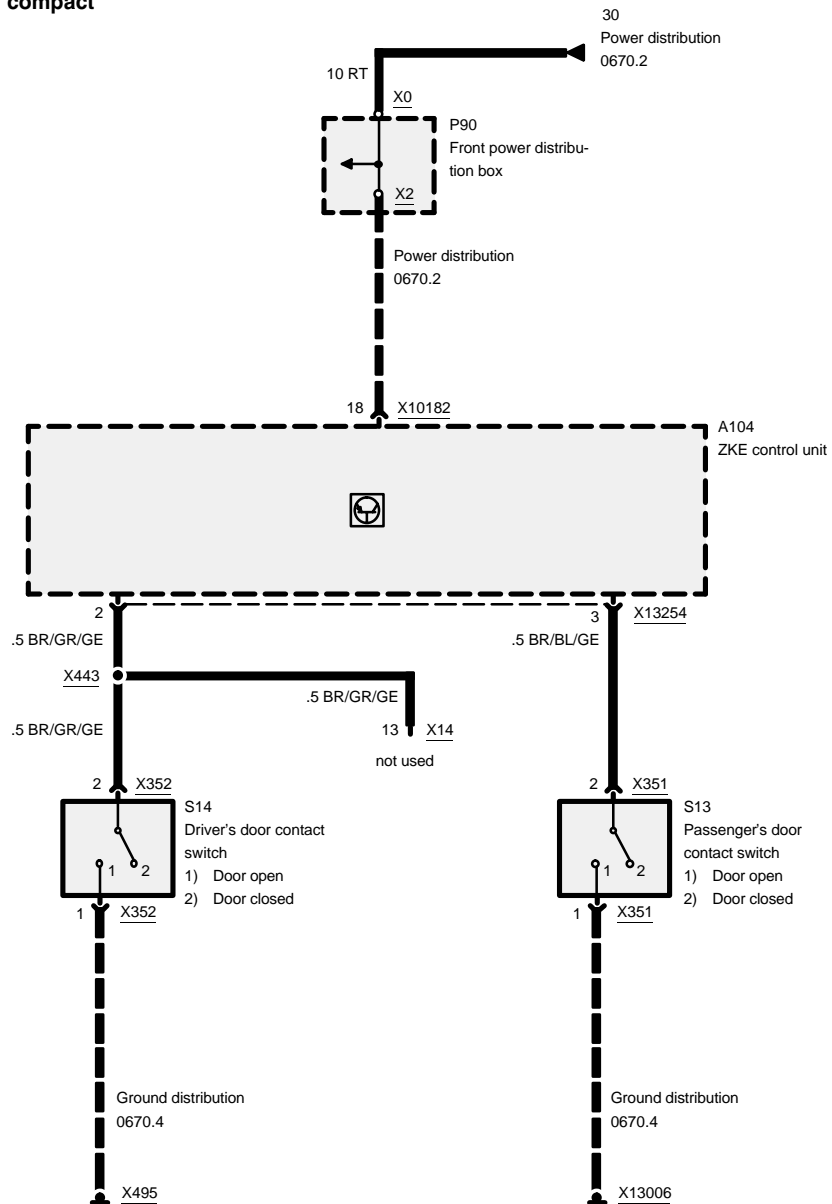 compact
30
Power distribution
0670.2
10 RT
X0
P90
Front power distribu-
tion box
X2
Power distribution
0670.2
18
X10182
A104
ZKE control unit
2
3
X13254
.5 BR/GR/GE
.5 BR/BL/GE
X443
.5 BR/GR/GE
.5 BR/GR/GE
13
X14
not used
2
X352
S14
Driver's door contact
switch
1) Door open
2) Door closed
1
2
1
X352
2
X351
S13
Passenger's door
contact switch
1) Door open
2) Door closed
1
2
1
X351
Ground distribution
0670.4
Ground distribution
0670.4
X495
X13006